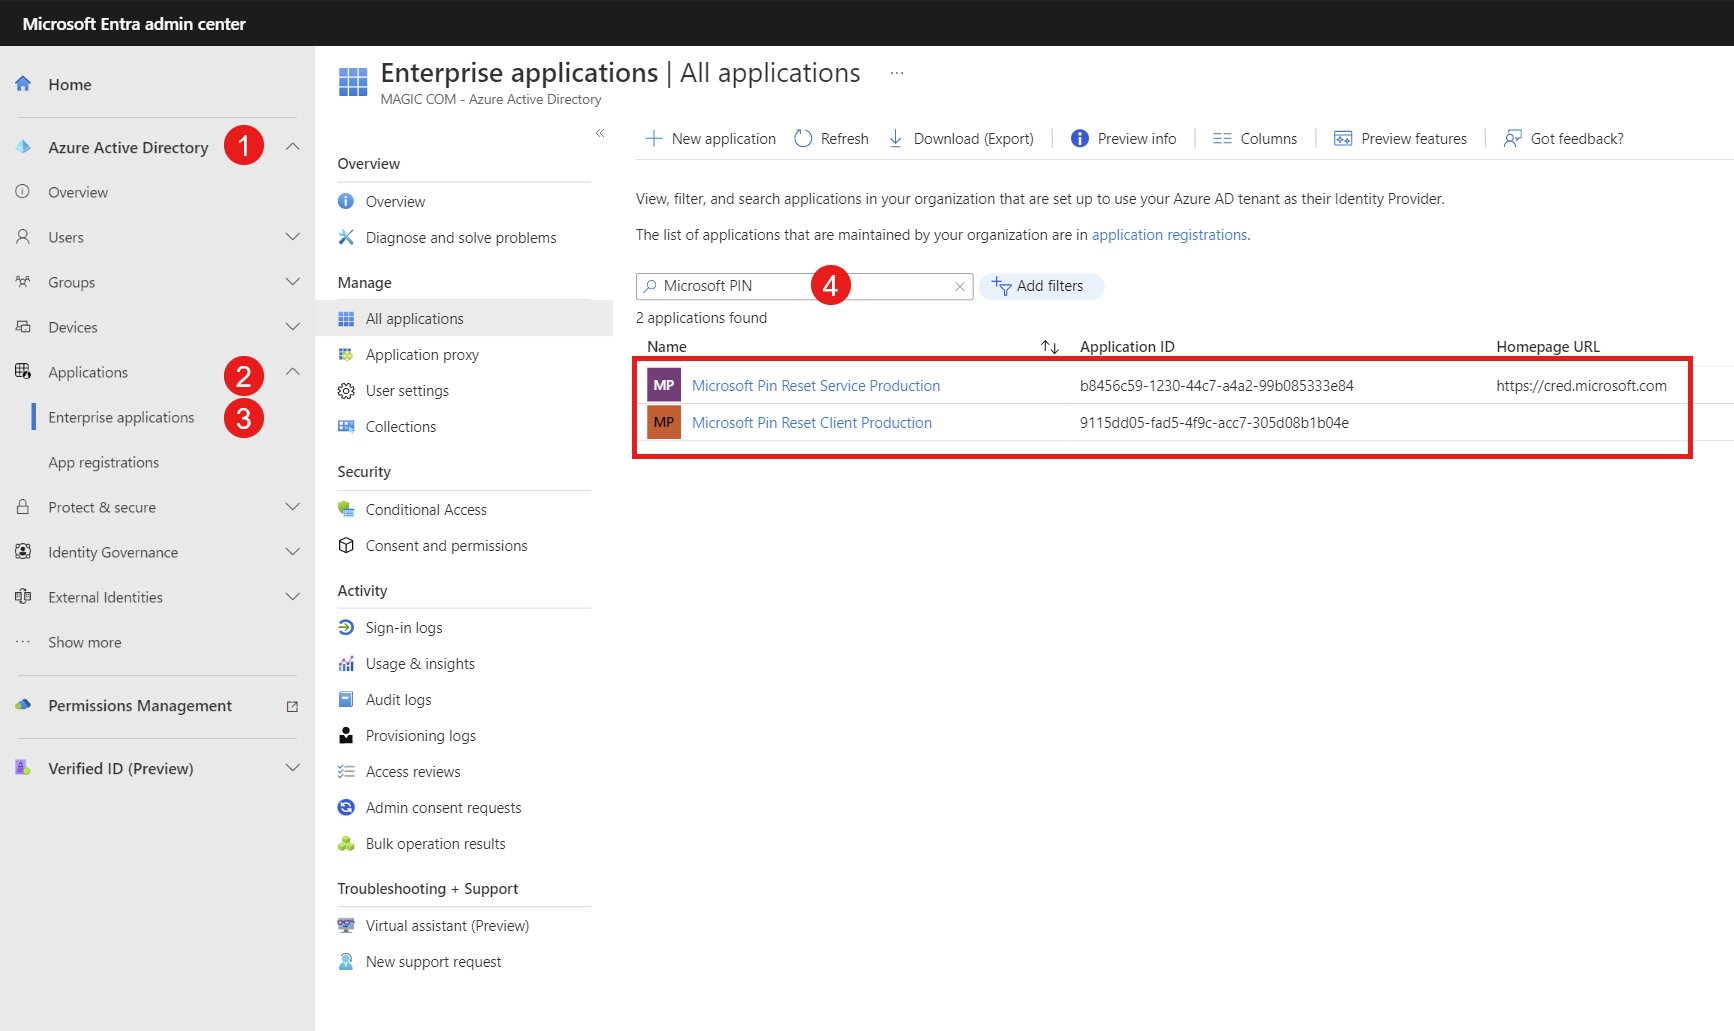 Microsoft Entra admin center
Home
Azure Active Directory
1
Overview
Users
Groups
Devices
Applications
2
Enterprise applications
3
App registrations
Protect & secure
Identity Governance
External Identities
Show more
Permissions Management
Verified ID (Preview)
Enterprise applications | All applications
MAGIC COM - Azure Active Directory
Overview
Overview
Diagnose and solve problems
Manage
All applications
Application proxy
User settings
Collections
Security
Conditional Access
Consent and permissions
Activity
Sign-in logs
Usage & insights
Audit logs
Provisioning logs
Access reviews
Admin consent requests
Bulk operation results
Troubleshooting + Support
Virtual assistant (Preview)
New support request
New application Refresh Download (Export) Preview info Columns Preview features Got feedback?
View, filter, and search applications in your organization that are set up to use your Azure AD tenant as their Identity Provider.
The list of applications that are maintained by your organization are in application registrations.
Microsoft PIN 4 Add filters
2 applications found
Name Application ID Homepage URL
MP Microsoft Pin Reset Service Production b8456c59-1230-44c7-a4a2-99b085333e84 https://cred.microsoft.com
MP Microsoft Pin Reset Client Production 9115dd05-fad5-4f9c-acc7-305d08b1b04e